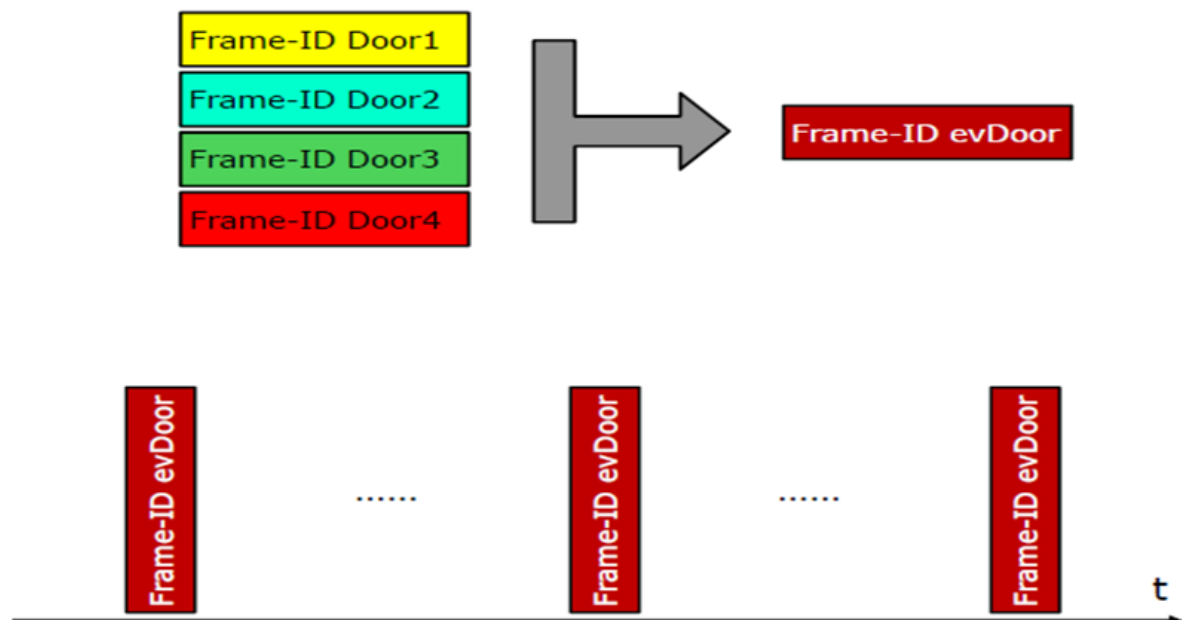 Frame-ID Door1
Frame-ID Door2
Frame-ID Door3
Frame-ID Door4
Frame-ID evDoor
Frame-ID evDoor
......
Frame-ID evDoor
......
Frame-ID evDoor
t